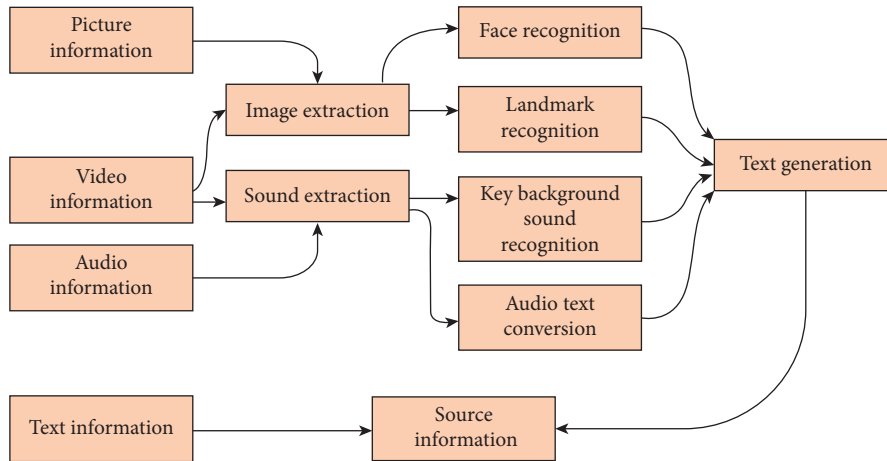 Picture
information
Face recognition
Image extraction
Landmark
recognition
Video
information
Sound extraction
Key background
sound
recognition
Text generation
Audio
information
Audio text
conversion
Text information
Source
information